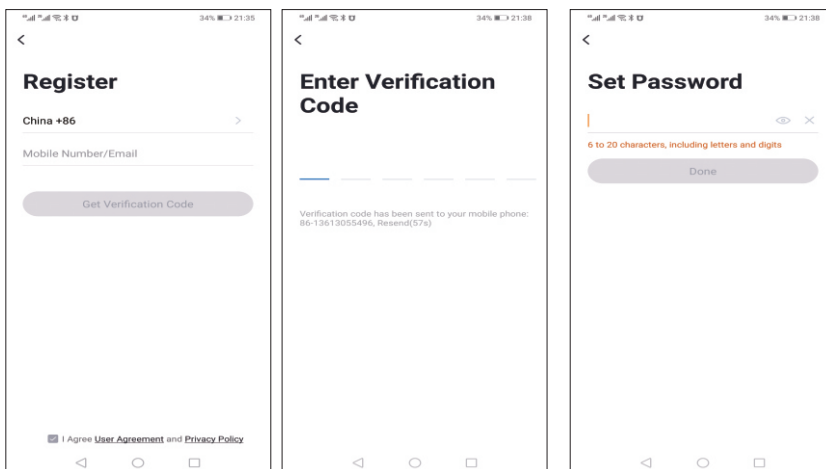 34% 21:35
Register
China +86
Mobile Number/Email
Get Verification Code
I Agree User Agreement and Privacy Policy
34% 21:38
Enter Verification
Code
Verification code has been sent to your mobile phone:
86-13613055496, Resend(57s)
34% 21:38
Set Password
6 to 20 characters, including letters and digits
Done